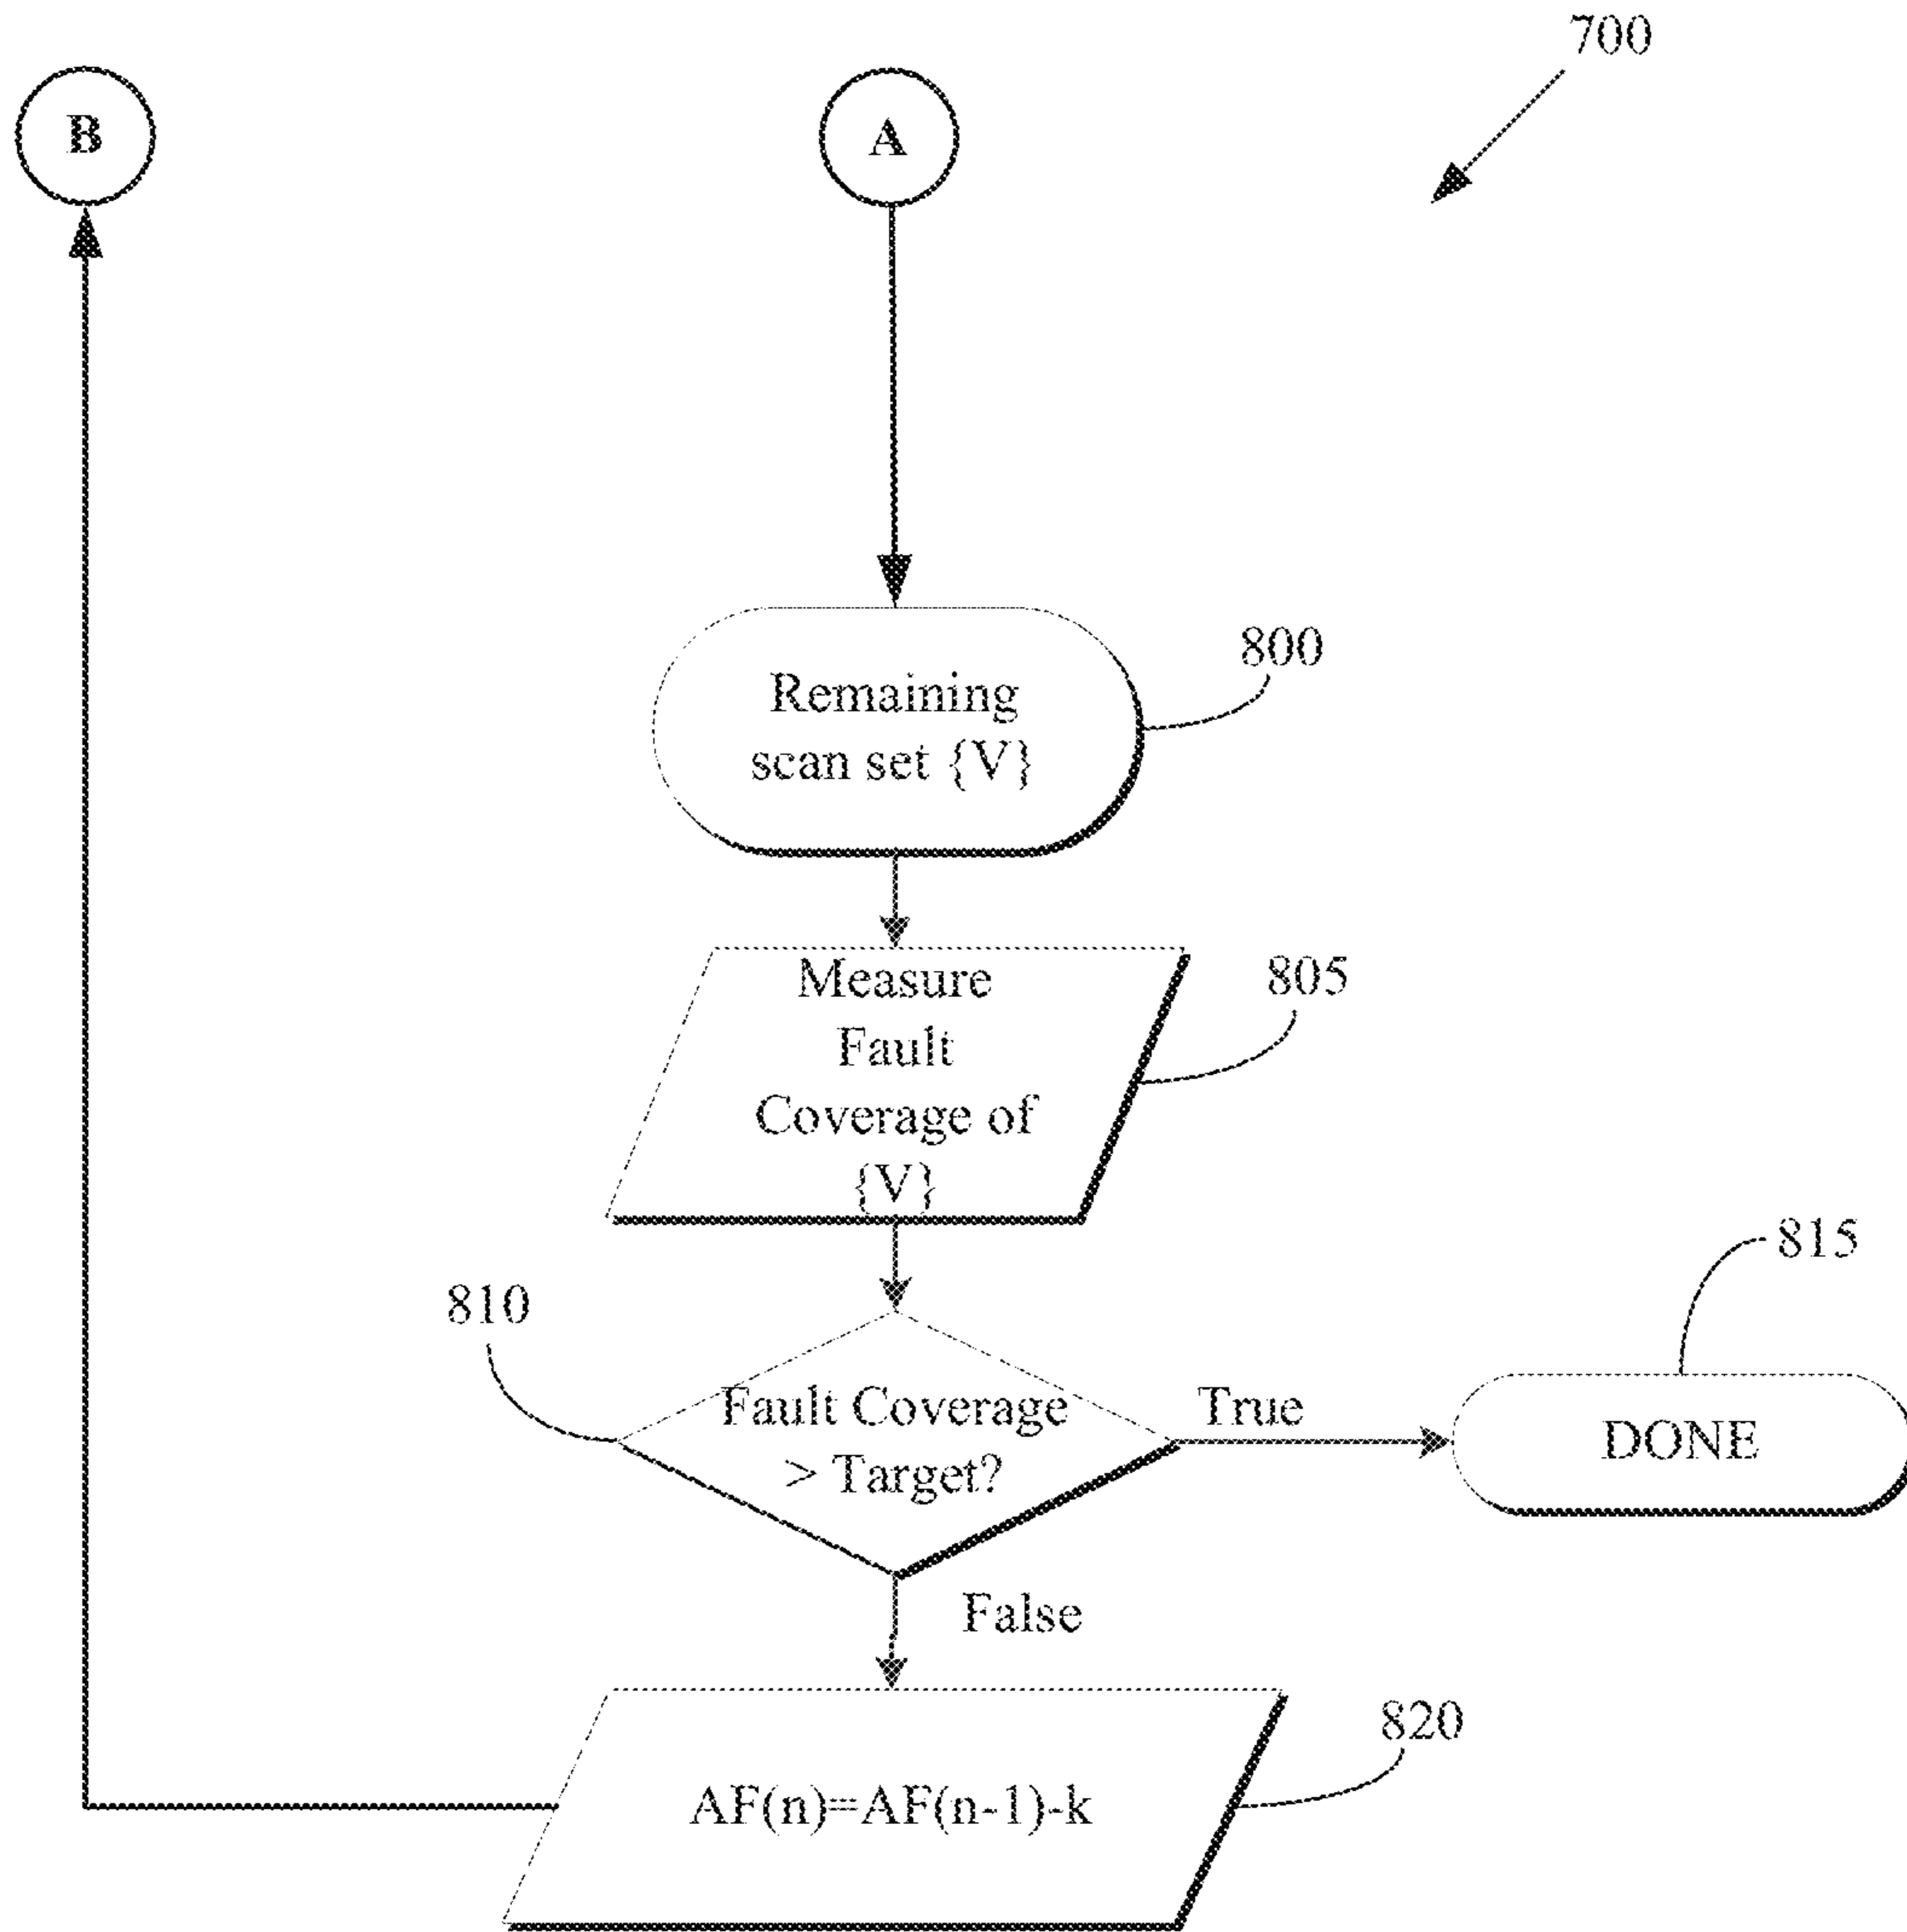 700
B
A
Remaining
scan set {V}
800
Measure
Fault
Coverage of
{V}
805
810
Fault Coverage
> Target?
True
815
DONE
False
AF(n)=AF(n-1)-k
820